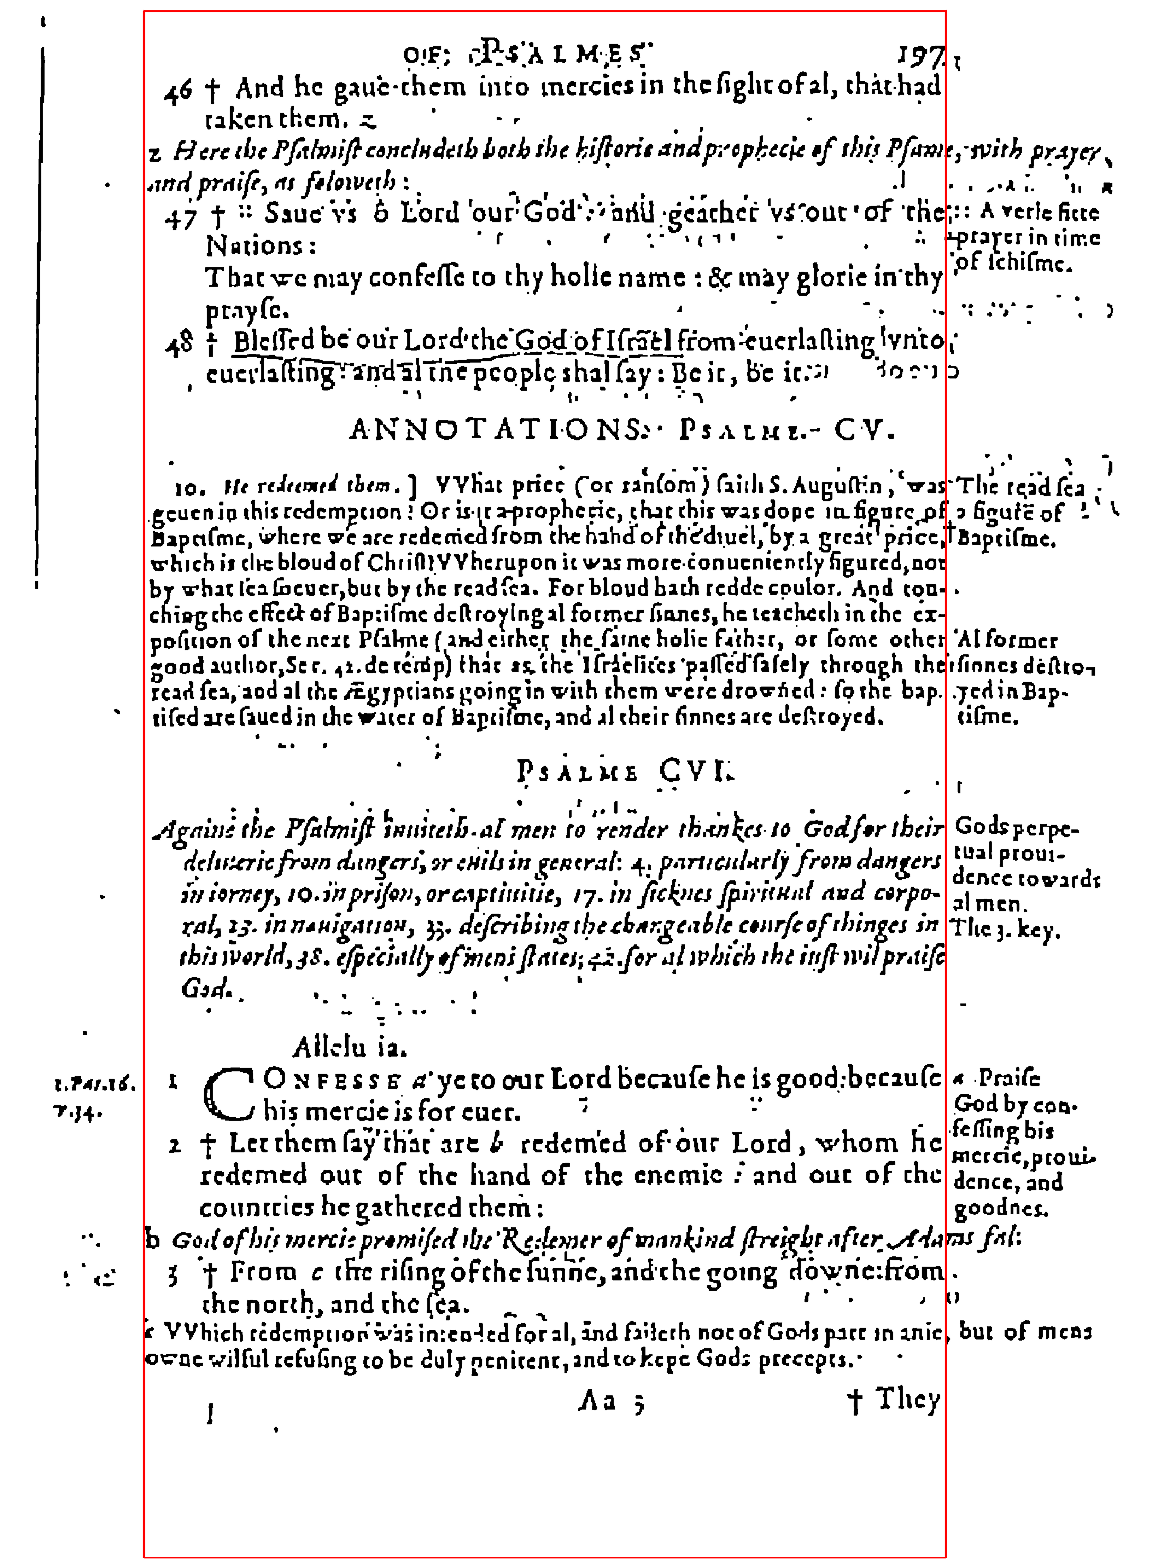 OF PSALMES 197
46 † And he gaue them into mercies in the sight of al, that had
taken them. z
z Here the Psalmist concludeth both the historie and prophecie of this Psame, with prayer,
and praise, as foloweth:
47 † :: Saue vs ô Lord our God: and geather vs out of the
Nations:
:: A verse fitte
prayer in time
of schisme.
That we may confesse to thy holie name: & may glorie in thy
prayse.
48 † Blessed be our Lord the God of Israel from euerlasting vnto
euerlasting: and al the people shal say: Be it, be it.
ANNOTATIONS. PSALME. CV.
10. He redeemed them.] VVhat price (or ransom) saith S. Augustin, was
geuen in this redemption? Or is it a prophecie, that this was done in figure of
Baptisme, where we are redemed from the hand of the diuel, by a great price,
which is the bloud of Christ? VVherupon it was more conueniently figured, not
by what sea soeuer, but by the read sea. For bloud hath redde coulor. And tou-
ching the effect of Baptisme destroying al former sinnes, he teacheth in the ex-
position of the next Psalme (and either the same holie father, or some other
good author, Ser. 42. de temp) that as the Israelites passed safely through the
read sea, and al the Ægyptians going in with them were drowned: so the bap-
tised are saued in the water of Baptisme, and al their sinnes are destroyed.
The read sea
a figure of
Baptisme.
Al former
sinnes destro-
yed in Bap-
tisme.
PSALME CVI.
Againe the Psalmist inuiteth al men to render thankes to God for their
deliuerie from dangers, or euils in general: 4. particularly from dangers
in iorney, 10. in prison, or captiuitie, 17. in sicknes spiritual and corpo-
ral, 23. in nauigation, 33. describing the changeable course of thinges in
this world, 38. especially of mens states; 42. for al which the iust wil praise
God.
Gods perpe-
tual proui-
dence towards
al men.
The 3. key.
Allelu ia.
1.Par.16.
v.34.
1 CONFESSE a ye to our Lord because he is good: because
his mercie is for euer.
2 † Let them say that are b redemed of our Lord, whom he
redemed out of the hand of the enemie: and out of the
countries he gathered them:
a Praise
God by con-
fessing his
mercie, proui-
dence, and
goodnes.
b God of his mercie promised the Redemer of mankind streight after Adams fal:
3 † From c the rising of the sunne, and the going downe: from
the north, and the sea.
c VVhich redemption was intended for al, and faileth not of Gods part in anie, but of mens
owne wilful refusing to be duly penitent, and to kepe Gods precepts.
Aa 3 † They